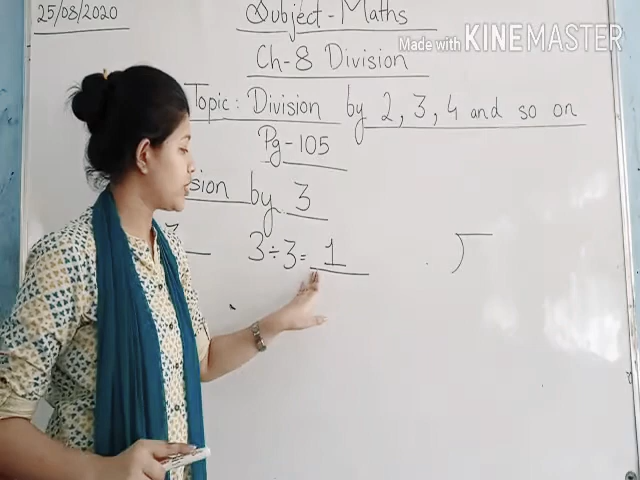 25/08/2020
Subject - Maths
Made with KINEMASTER
Ch-8 Division
Topic: Division by 2, 3, 4 and so on
Pg-105
sion by 3
3 ÷ 3 = 1